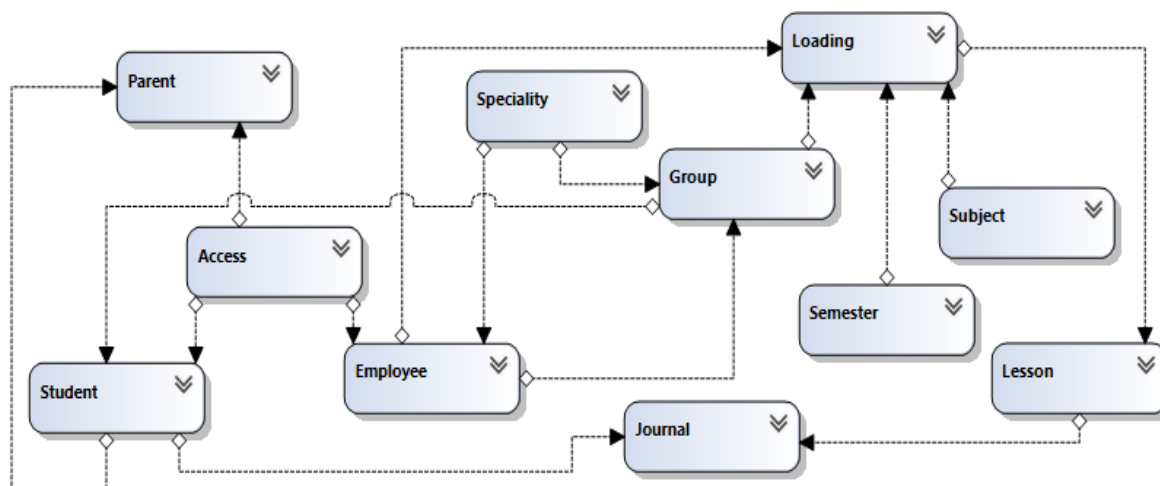 Loading
Parent
Speciality
Group
Subject
Access
Semester
Employee
Lesson
Student
Journal